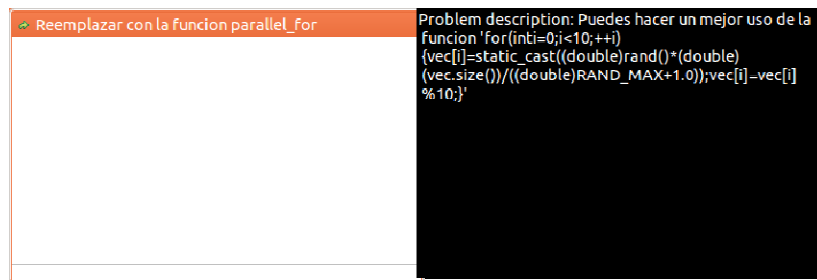 Reemplazar con la funcion parallel_for
Problem description: Puedes hacer un mejor uso de la
funcion 'for(inti=0;i<10;++i)
{vec[i]=static_cast((double)rand()*(double)
(vec.size())/((double)RAND_MAX+1.0));vec[i]=vec[i]
%10;}'